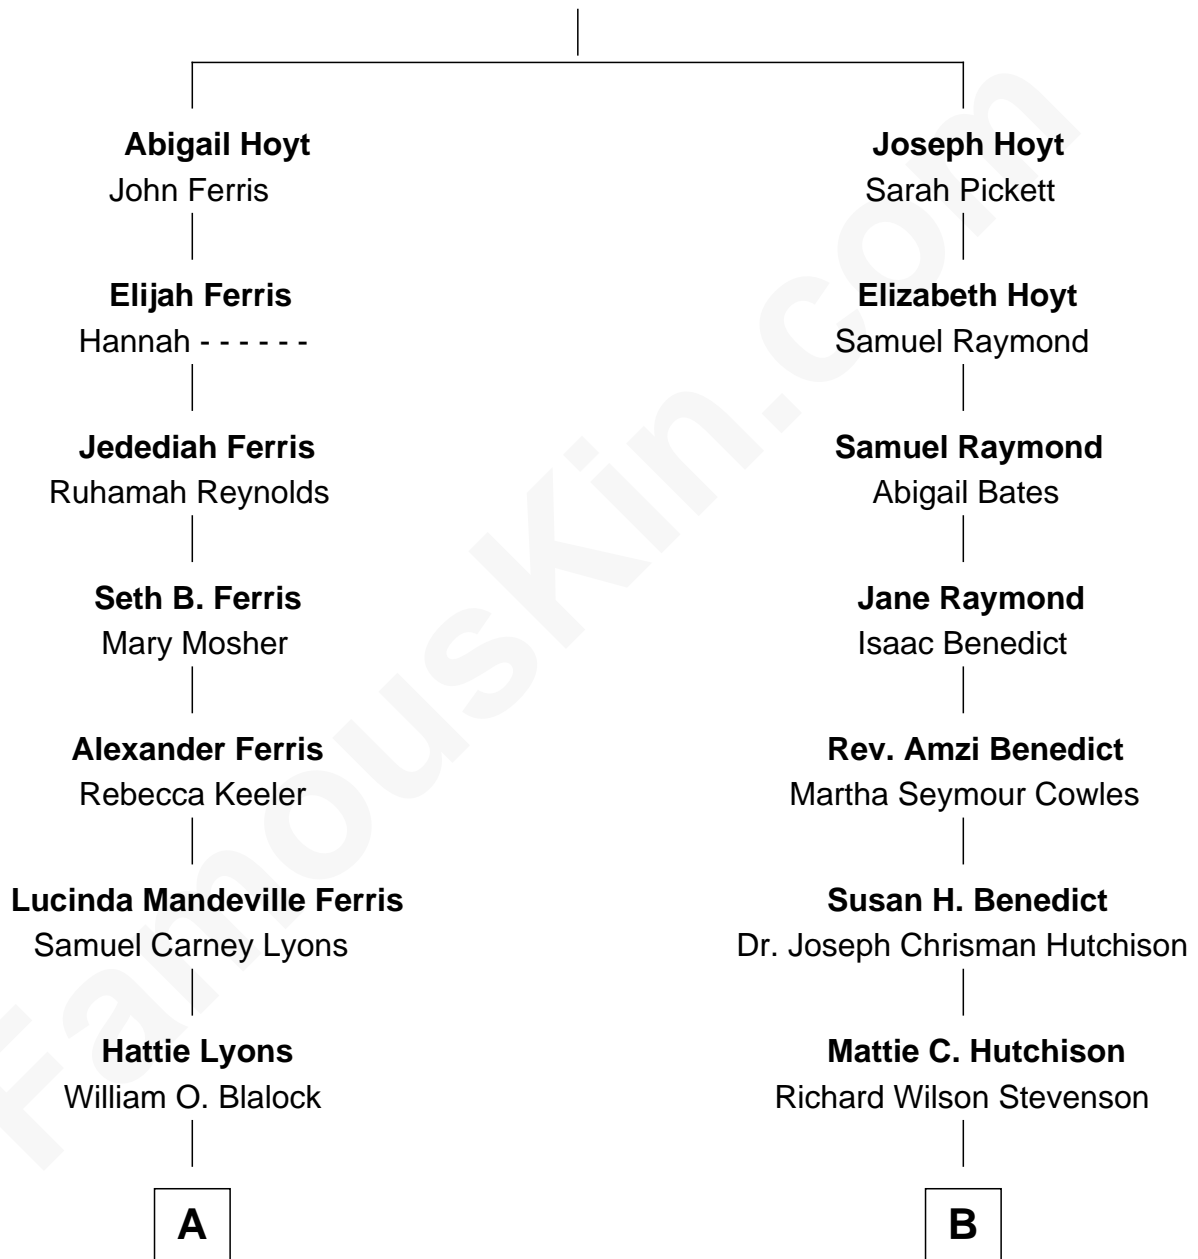 Abigail Hoyt
John Ferris
Elijah Ferris
Hannah - - - - - -
Jedediah Ferris
Ruhamah Reynolds
Seth B. Ferris
Mary Mosher
Alexander Ferris
Rebecca Keeler
Lucinda Mandeville Ferris
Samuel Carney Lyons
Hattie Lyons
William O. Blalock
A
Joseph Hoyt
Sarah Pickett
Elizabeth Hoyt
Samuel Raymond
Samuel Raymond
Abigail Bates
Jane Raymond
Isaac Benedict
Rev. Amzi Benedict
Martha Seymour Cowles
Susan H. Benedict
Dr. Joseph Chrisman Hutchison
Mattie C. Hutchison
Richard Wilson Stevenson
B
FamousKin.com